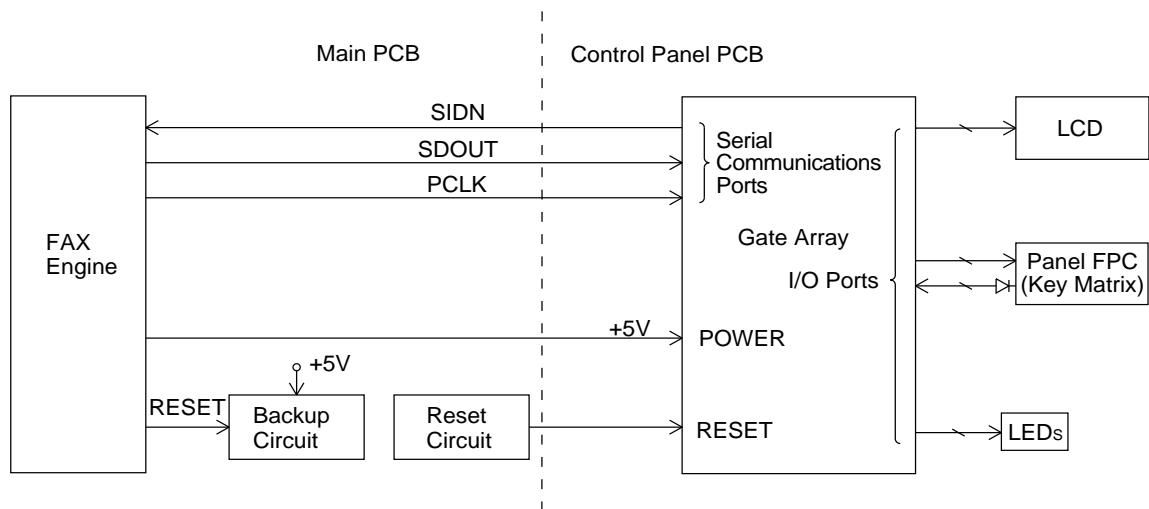 Main PCB
Control Panel PCB
SIDN
SDOUT
PCLK
FAX
Engine
Serial
Communications
Ports
LCD
Gate Array
I/O Ports
Panel FPC
(Key Matrix)
+5V
POWER
+5V
RESET
Backup
Circuit
Reset
Circuit
RESET
LEDs